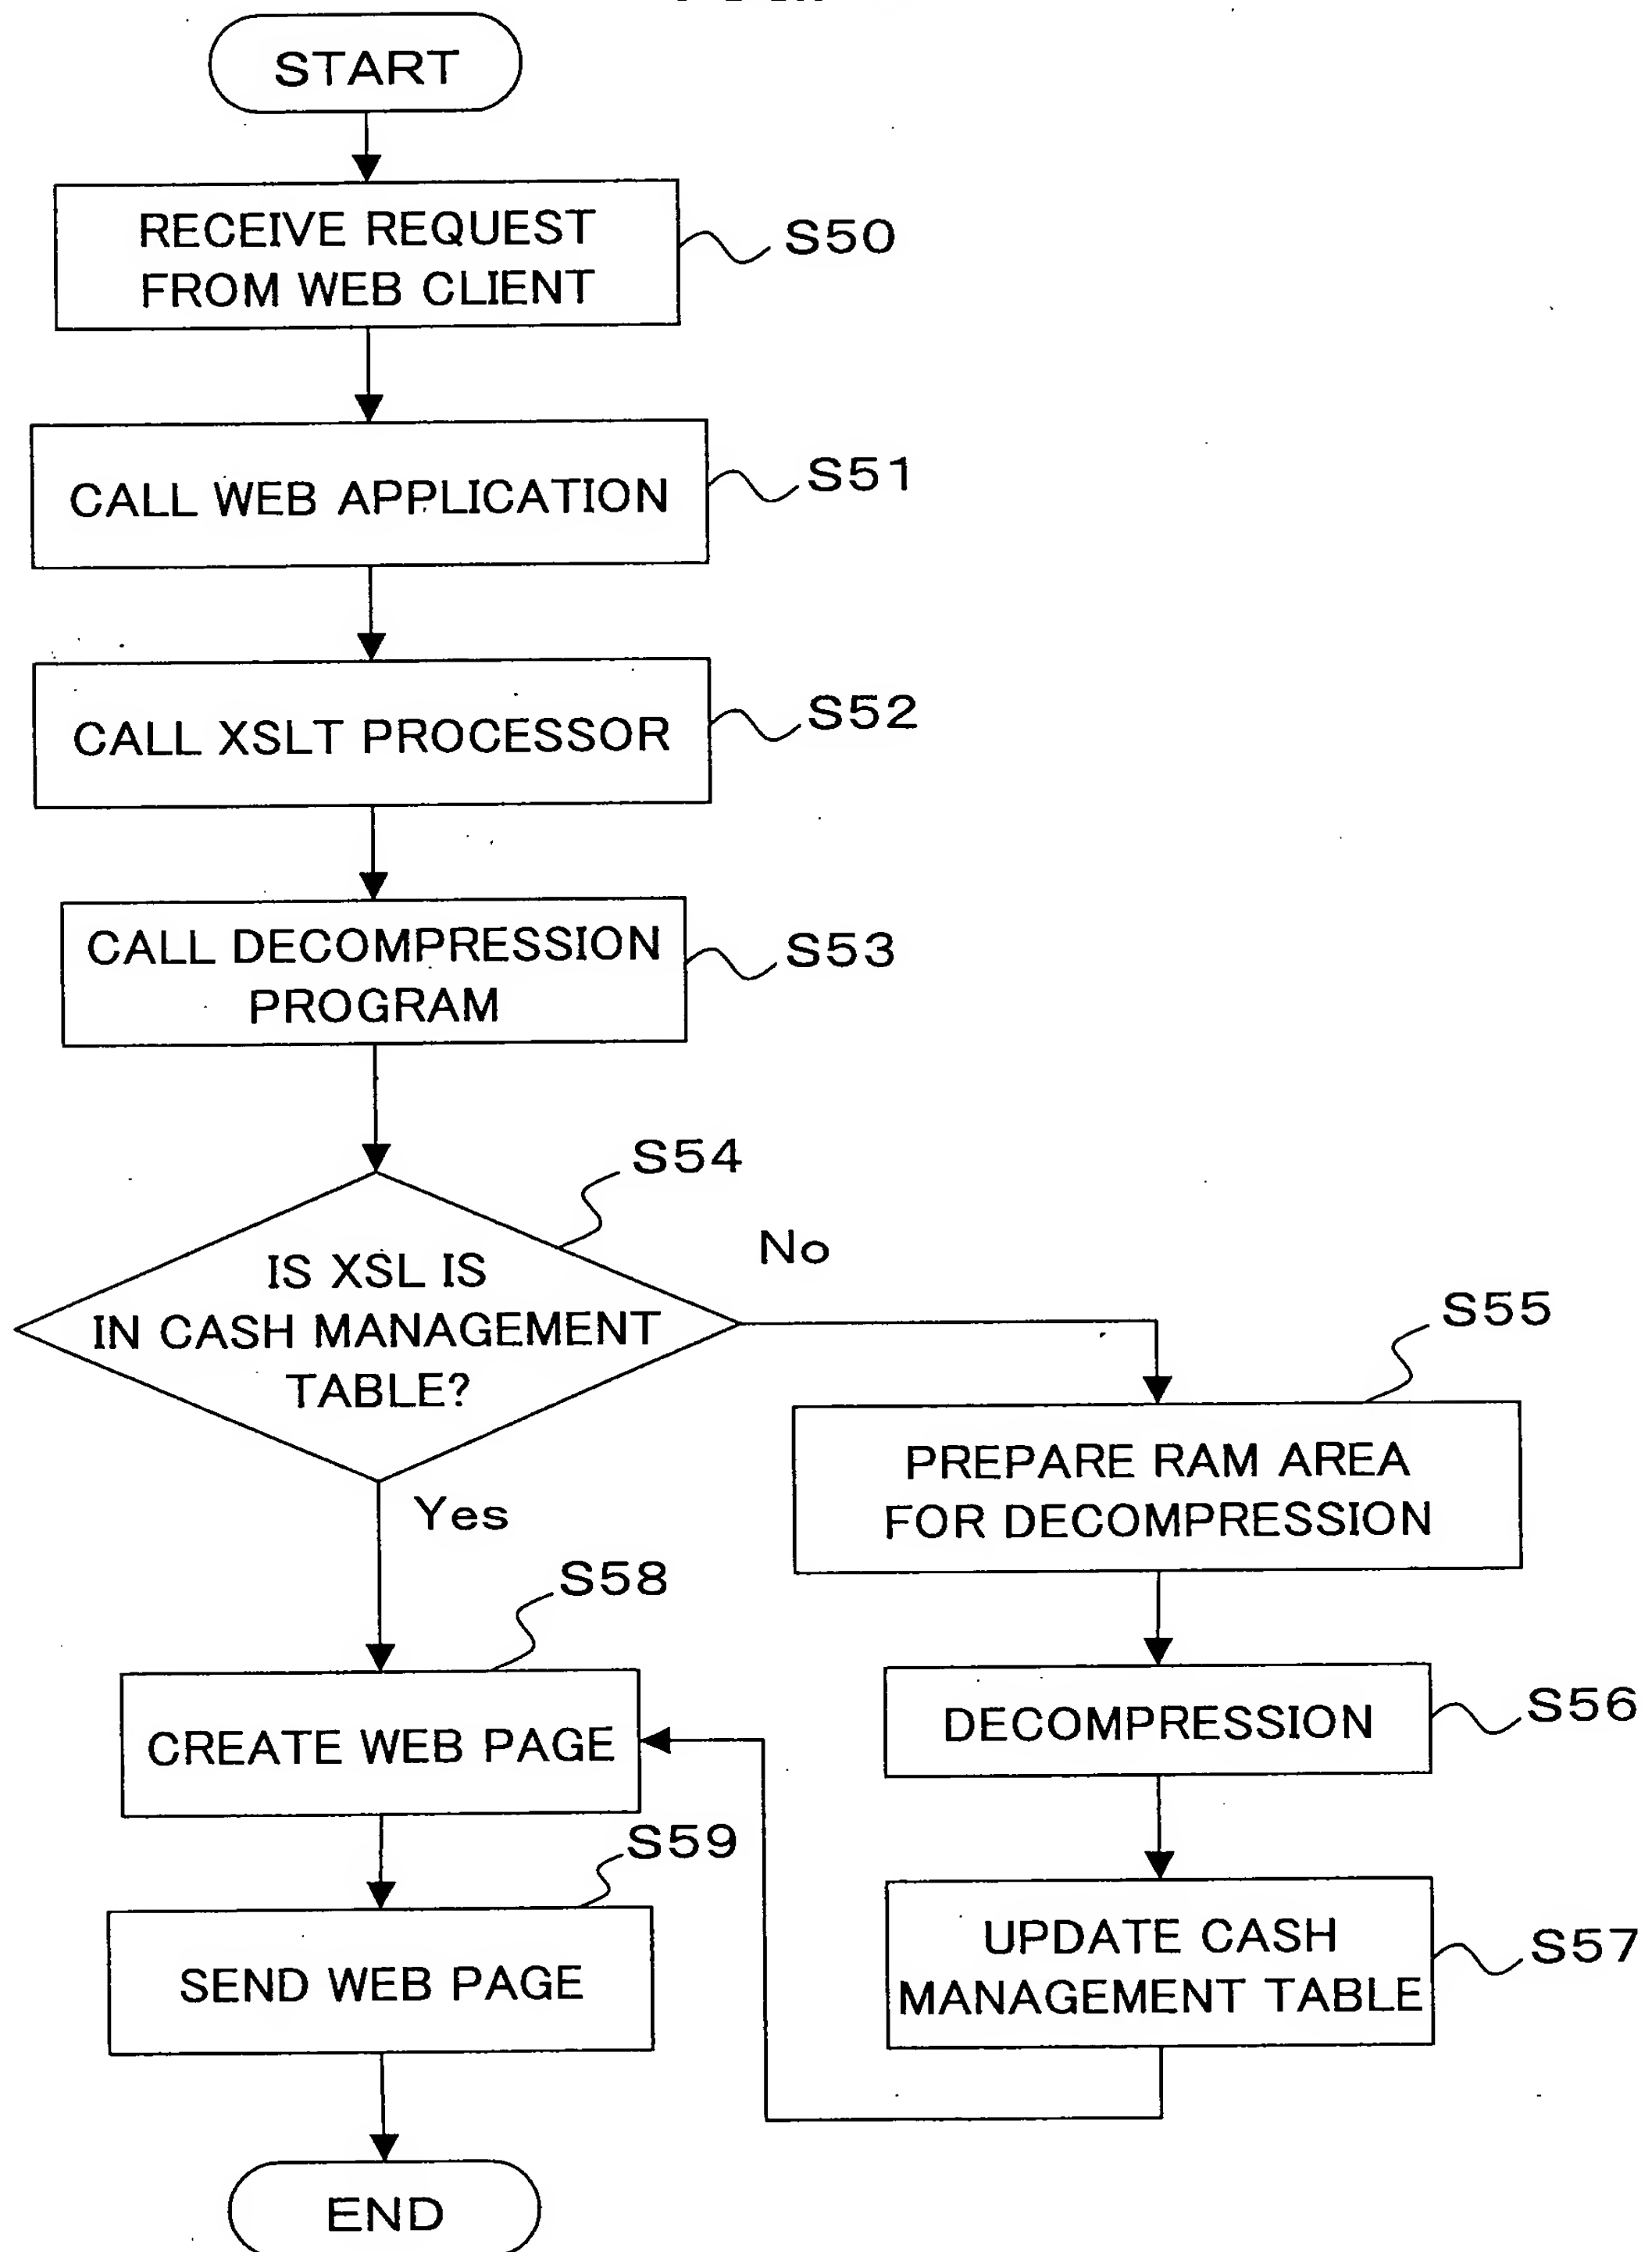 START
RECEIVE REQUEST
FROM WEB CLIENT
S50
CALL WEB APPLICATION
S51
CALL XSLT PROCESSOR
S52
CALL DECOMPRESSION
PROGRAM
S53
S54
IS XSL IS
IN CASH MANAGEMENT
TABLE?
No
Yes
S55
PREPARE RAM AREA
FOR DECOMPRESSION
DECOMPRESSION
S56
UPDATE CASH
MANAGEMENT TABLE
S57
S58
CREATE WEB PAGE
S59
SEND WEB PAGE
END